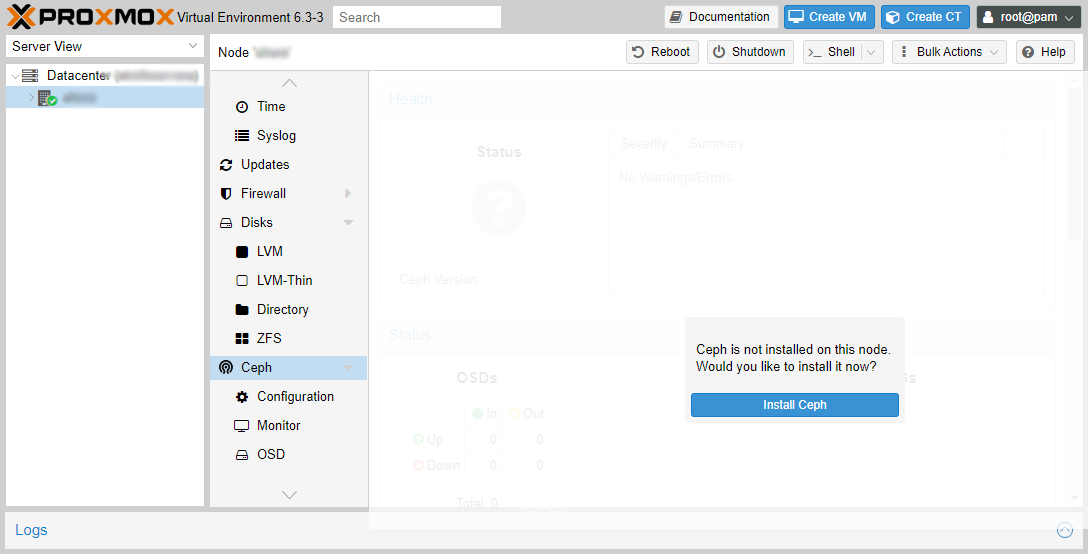 PROXMOX Virtual Environment 6.3-3 Search Documentation Create VM Create CT root@pam
Server View
Node Reboot Shutdown >_ Shell Bulk Actions Help
Datacenter
Time
Syslog
Updates
Firewall
Disks
LVM
LVM-Thin
Directory
ZFS
Ceph
Configuration
Monitor
OSD
Health
Status
Severity Summary
No Warnings/Errors
Ceph Version:
Status
OSDs
In Out
Up 0 0
Down 0 0
Total: 0
Ceph is not installed on this node.
Would you like to install it now?
Install Ceph
Logs